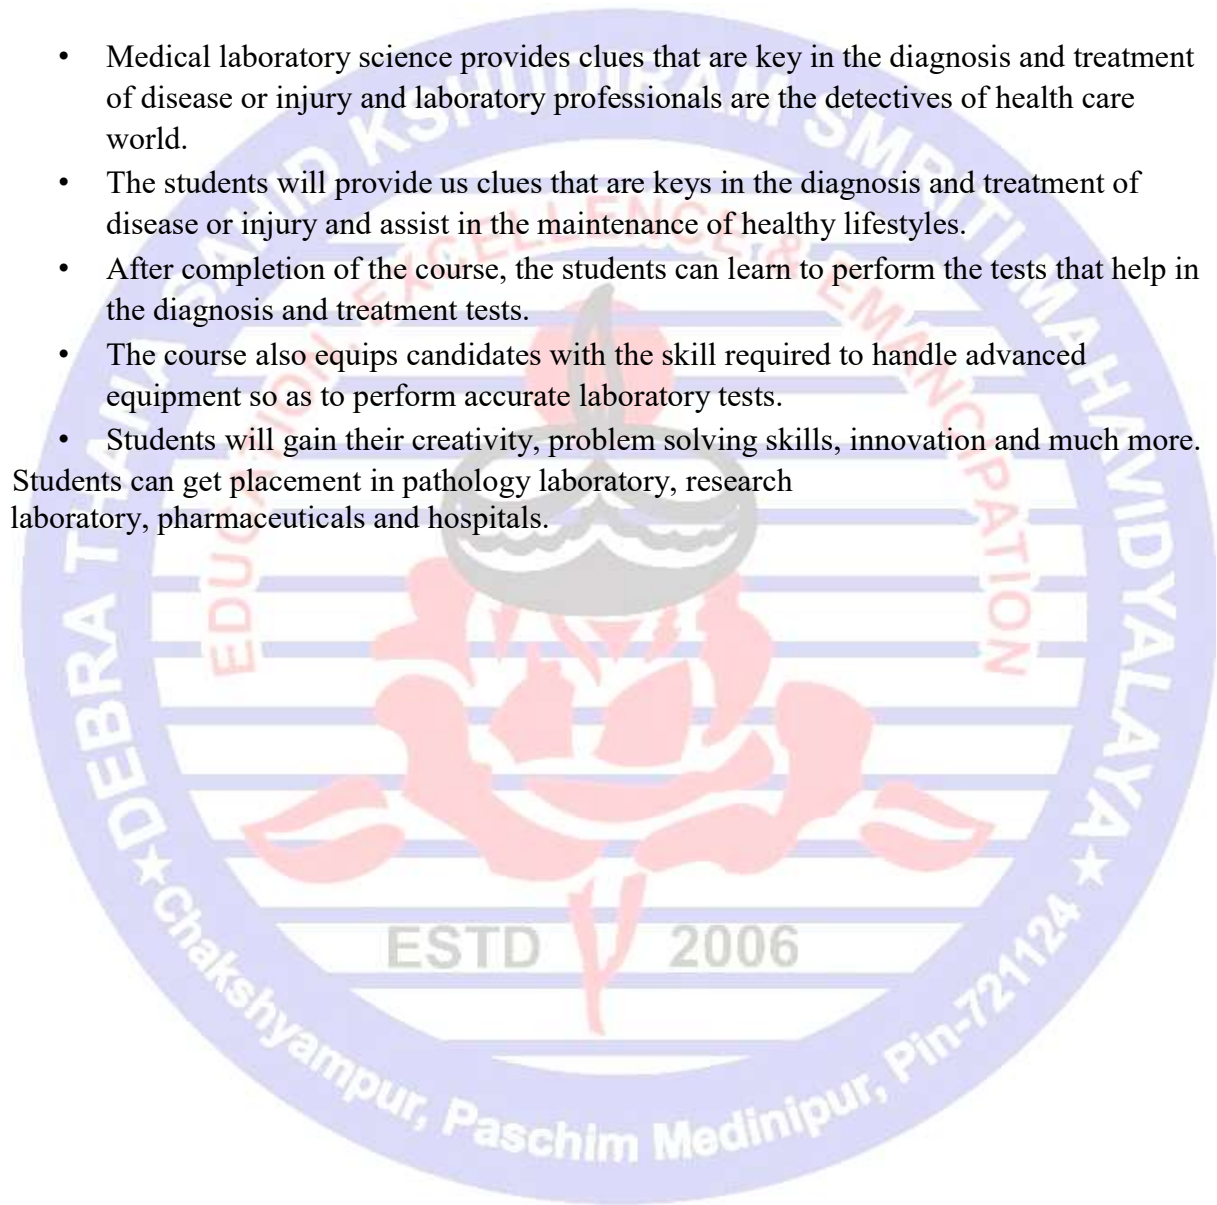 • Medical laboratory science provides clues that are key in the diagnosis and treatment
of disease or injury and laboratory professionals are the detectives of health care
world.
• The students will provide us clues that are keys in the diagnosis and treatment of
disease or injury and assist in the maintenance of healthy lifestyles.
• After completion of the course, the students can learn to perform the tests that help in
the diagnosis and treatment tests.
• The course also equips candidates with the skill required to handle advanced
equipment so as to perform accurate laboratory tests.
• Students will gain their creativity, problem solving skills, innovation and much more.
Students can get placement in pathology laboratory, research
laboratory, pharmaceuticals and hospitals.
DEBRA THANA SAHID KSHUDIRAM SMRITI MAHAVIDYALAYA
EDUCATION, EXCELLENCE & EMANCIPATION
ESTD 2006
Chakshyampur, Paschim Medinipur, Pin-721124